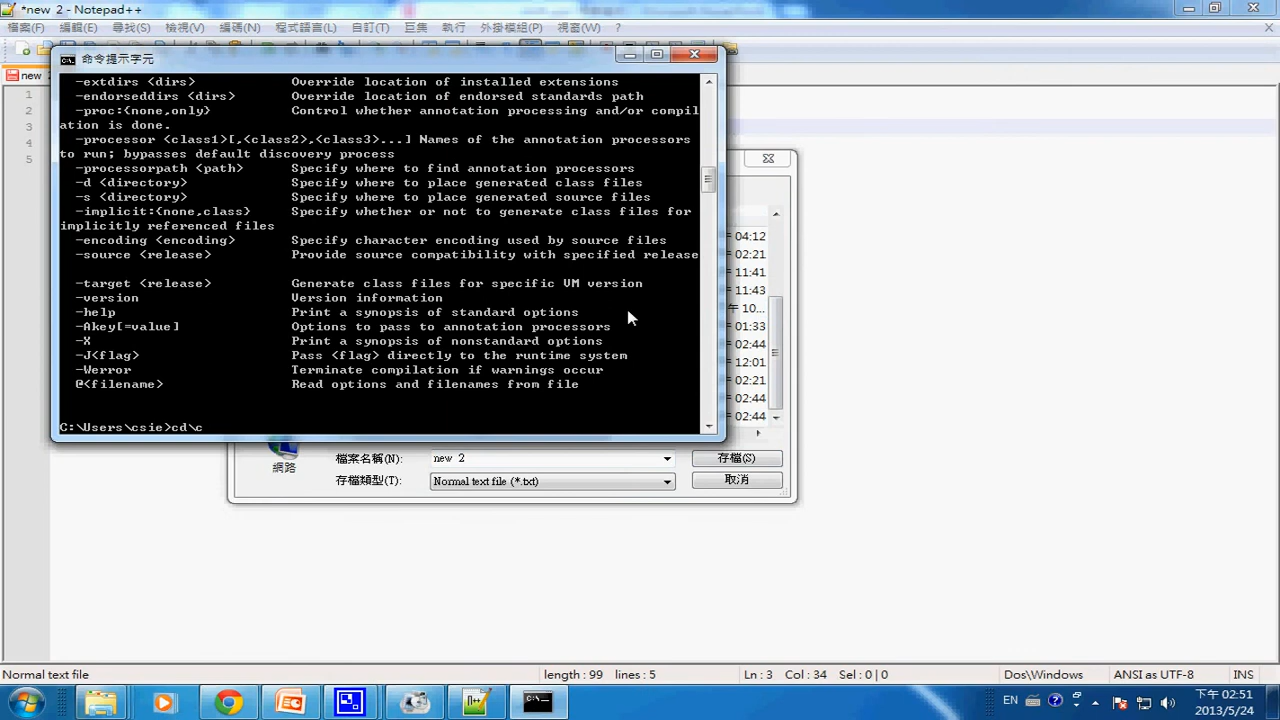 *new 2 - Notepad++
檔案(F) 編輯(E) 尋找(S) 檢視(V) 編碼(N) 程式語言(L) 自訂(T) 巨集 執行 外掛模組(P) 視窗(W) ?
new
命令提示字元
1
2
3
4
5
-extdirs <dirs> Override location of installed extensions
-endorseddirs <dirs> Override location of endorsed standards path
-proc:{none,only} Control whether annotation processing and/or compil
ation is done.
-processor <class1>[,<class2>,<class3>...] Names of the annotation processors
to run; bypasses default discovery process
-processorpath <path> Specify where to find annotation processors
-d <directory> Specify where to place generated class files
-s <directory> Specify where to place generated source files
-implicit:{none,class} Specify whether or not to generate class files for
implicitly referenced files
-encoding <encoding> Specify character encoding used by source files
-source <release> Provide source compatibility with specified release
-target <release> Generate class files for specific VM version
-version Version information
-help Print a synopsis of standard options
-Akey[=value] Options to pass to annotation processors
-X Print a synopsis of nonstandard options
-J<flag> Pass <flag> directly to the runtime system
-Werror Terminate compilation if warnings occur
@<filename> Read options and filenames from file
C:\Users\csie>cd\c
04:12
02:21
11:41
11:43
午 10...
01:33
02:44
12:01
02:21
02:44
02:44
網路
檔案名稱(N): new 2 存檔(S)
存檔類型(T): Normal text file (*.txt) 取消
Normal text file length : 99 lines : 5 Ln : 3 Col : 34 Sel : 0 | 0 Dos\Windows ANSI as UTF-8 INS
EN
下午 02:51
2013/5/24